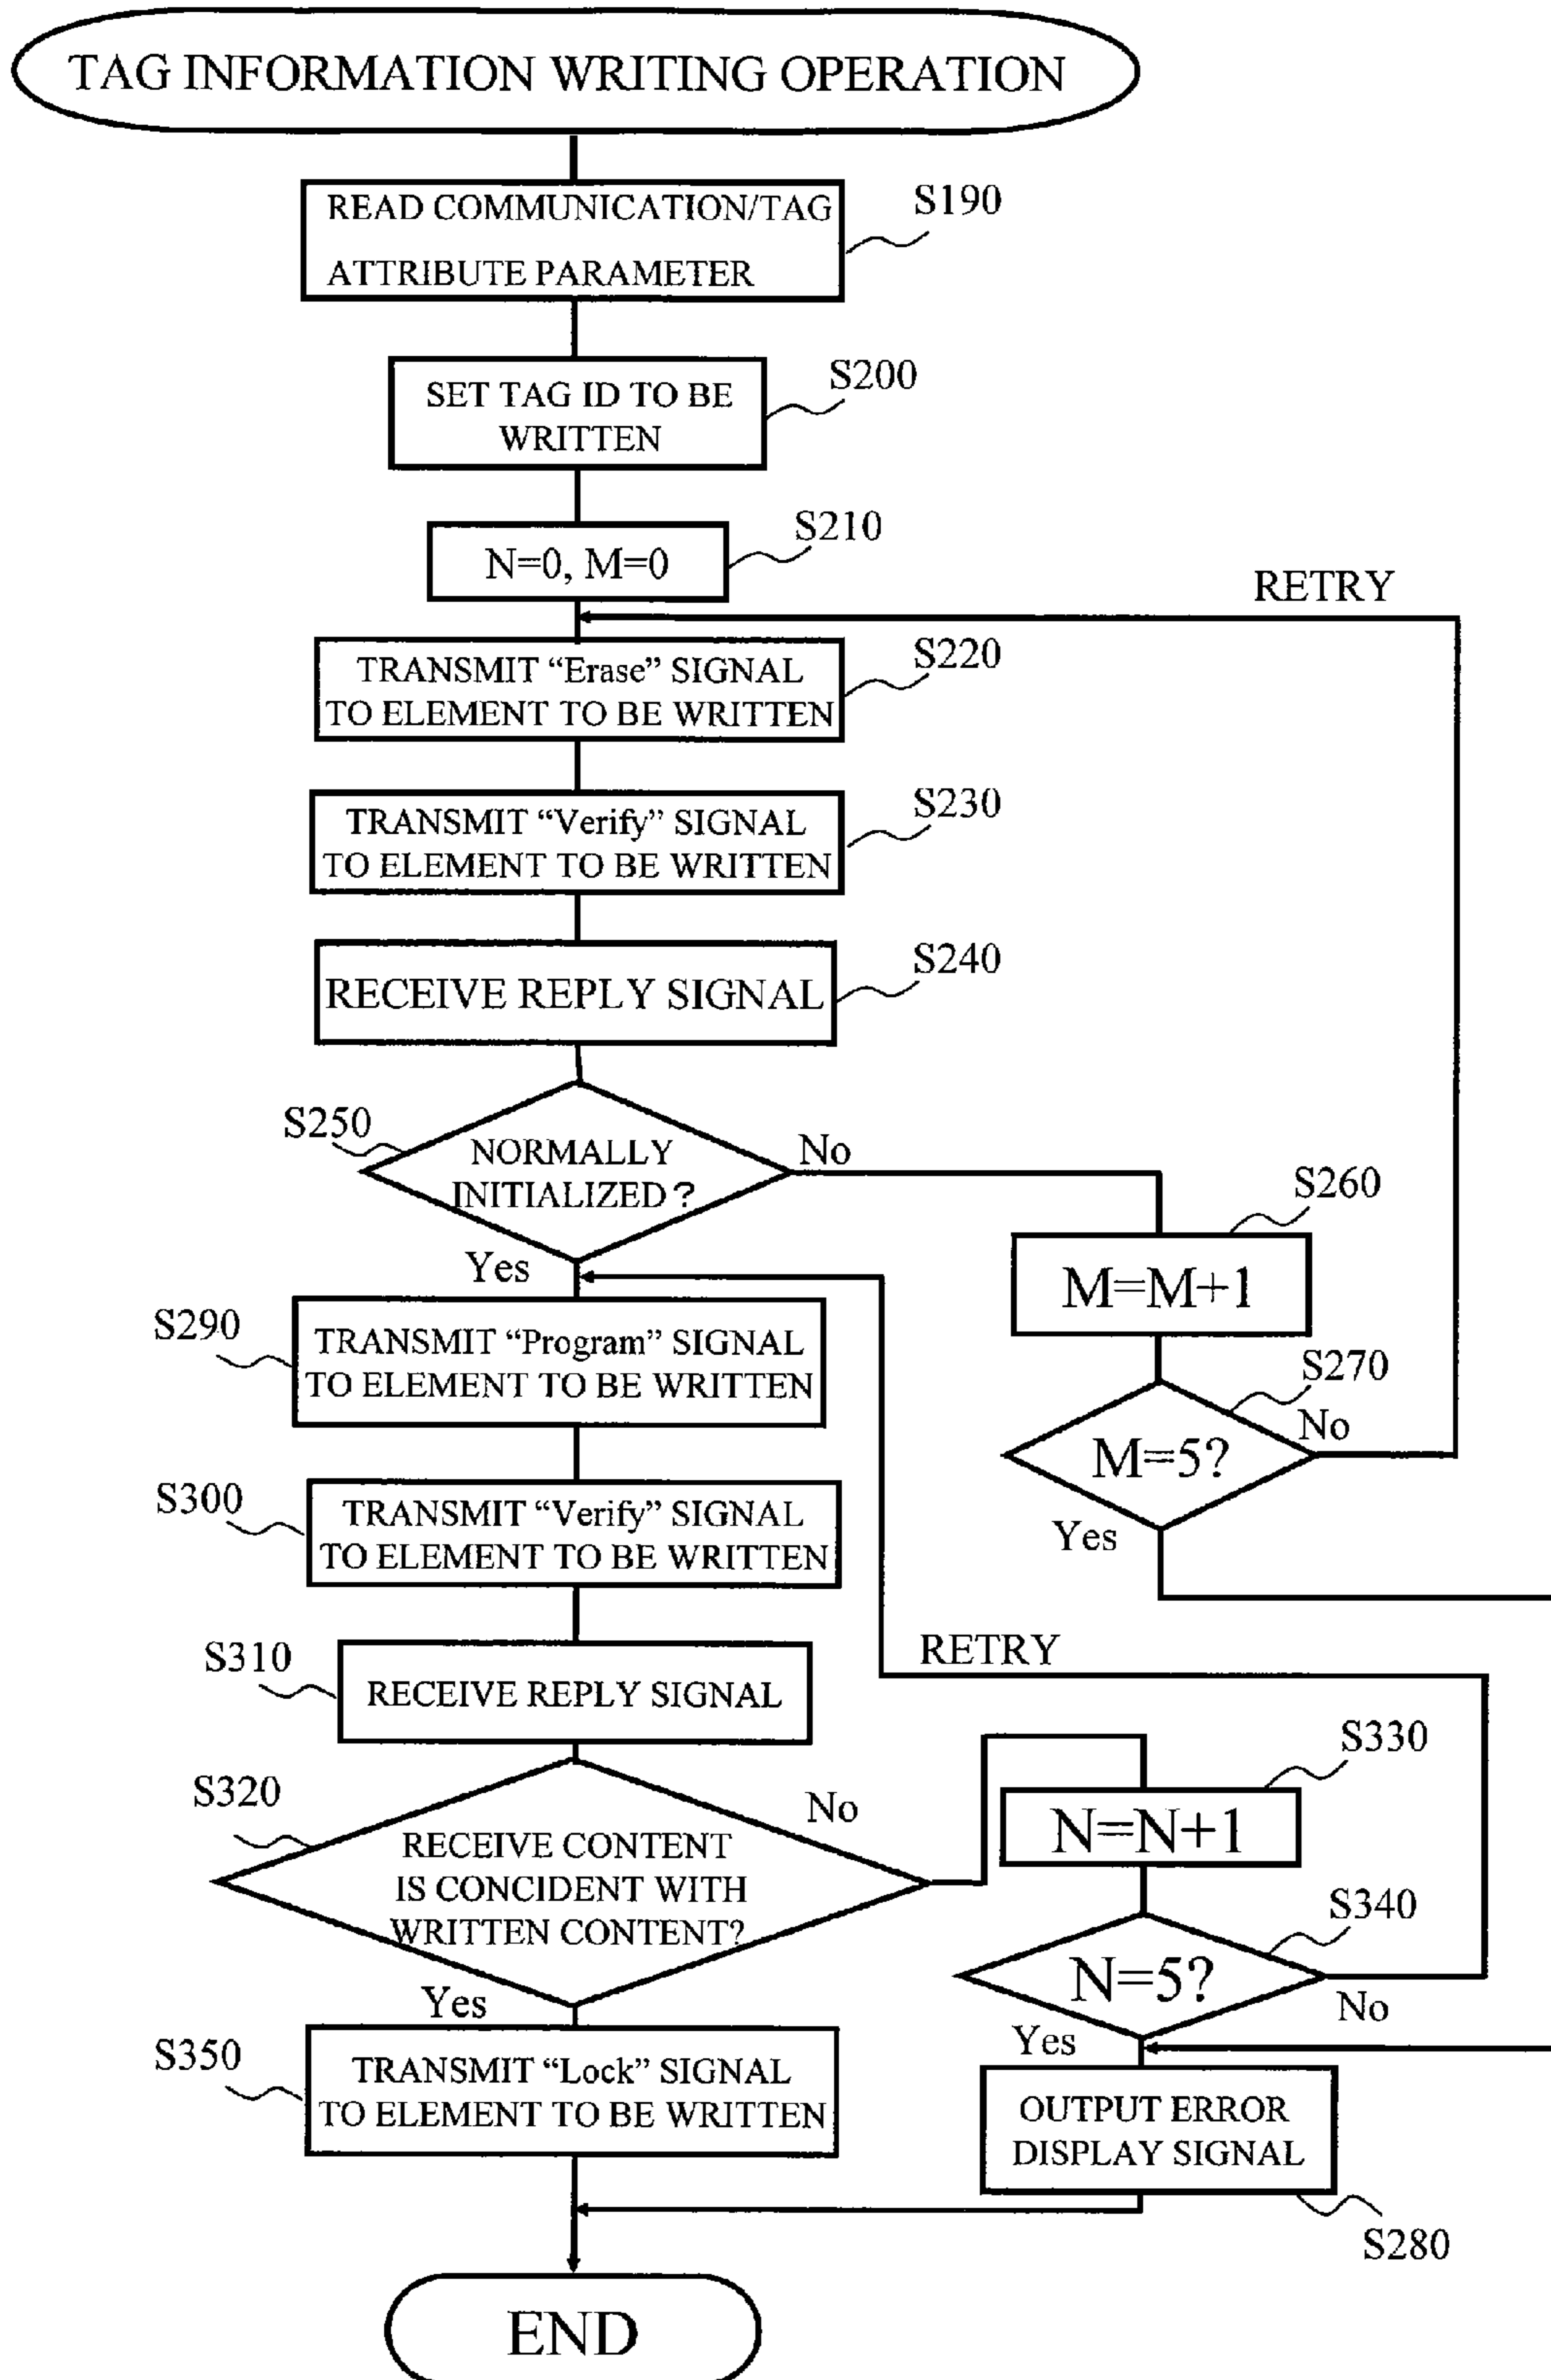 TAG INFORMATION WRITING OPERATION
READ COMMUNICATION/TAG
ATTRIBUTE PARAMETER
S190
SET TAG ID TO BE
WRITTEN
S200
N=0, M=0
S210
RETRY
TRANSMIT “Erase” SIGNAL
TO ELEMENT TO BE WRITTEN
S220
TRANSMIT “Verify” SIGNAL
TO ELEMENT TO BE WRITTEN
S230
RECEIVE REPLY SIGNAL
S240
S250
NORMALLY
INITIALIZED?
No
Yes
S260
M=M+1
S270
M=5?
No
Yes
S290
TRANSMIT “Program” SIGNAL
TO ELEMENT TO BE WRITTEN
S300
TRANSMIT “Verify” SIGNAL
TO ELEMENT TO BE WRITTEN
RETRY
S310
RECEIVE REPLY SIGNAL
S320
RECEIVE CONTENT
IS CONCIDENT WITH
WRITTEN CONTENT?
No
Yes
S330
N=N+1
S340
N=5?
No
Yes
S350
TRANSMIT “Lock” SIGNAL
TO ELEMENT TO BE WRITTEN
OUTPUT ERROR
DISPLAY SIGNAL
S280
END